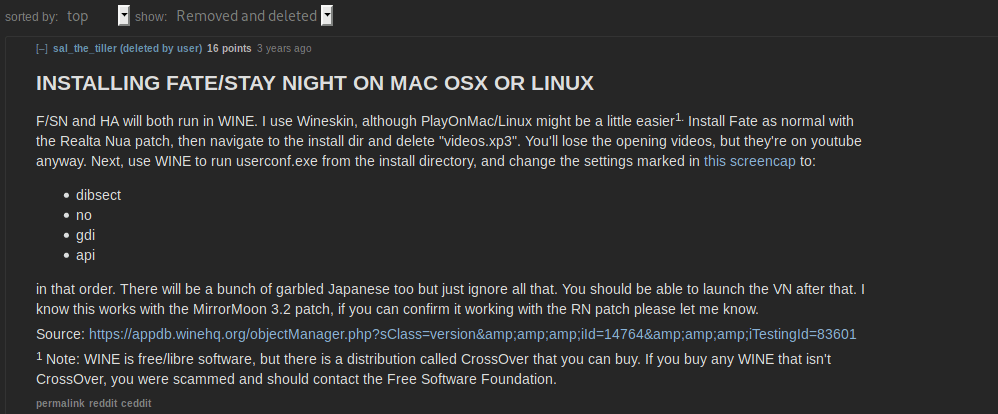 sorted by: top show: Removed and deleted
[–] sal_the_tiller (deleted by user) 16 points 3 years ago
INSTALLING FATE/STAY NIGHT ON MAC OSX OR LINUX
F/SN and HA will both run in WINE. I use Wineskin, although PlayOnMac/Linux might be a little easier1. Install Fate as normal with
the Realta Nua patch, then navigate to the install dir and delete "videos.xp3". You'll lose the opening videos, but they're on youtube
anyway. Next, use WINE to run userconf.exe from the install directory, and change the settings marked in this screencap to:
• dibsect
• no
• gdi
• api
in that order. There will be a bunch of garbled Japanese too but just ignore all that. You should be able to launch the VN after that. I
know this works with the MirrorMoon 3.2 patch, if you can confirm it working with the RN patch please let me know.
Source: https://appdb.winehq.org/objectManager.php?sClass=version&amp;amp;amp;iId=14764&amp;amp;amp;iTestingId=83601
1 Note: WINE is free/libre software, but there is a distribution called CrossOver that you can buy. If you buy any WINE that isn't
CrossOver, you were scammed and should contact the Free Software Foundation.
permalink reddit ceddit